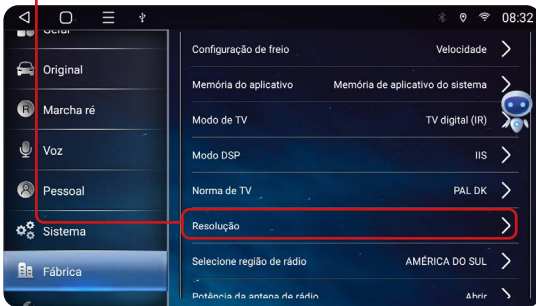 08:32
Geral
Original
R
Marcha ré
Voz
Pessoal
Sistema
Fábrica
Configuração de freio Velocidade
Memória do aplicativo Memória de aplicativo do sistema
Modo de TV TV digital (IR)
Modo DSP IIS
Norma de TV PAL DK
Resolução
Selecione região de rádio AMÉRICA DO SUL
Potência da antena de rádio Abrir